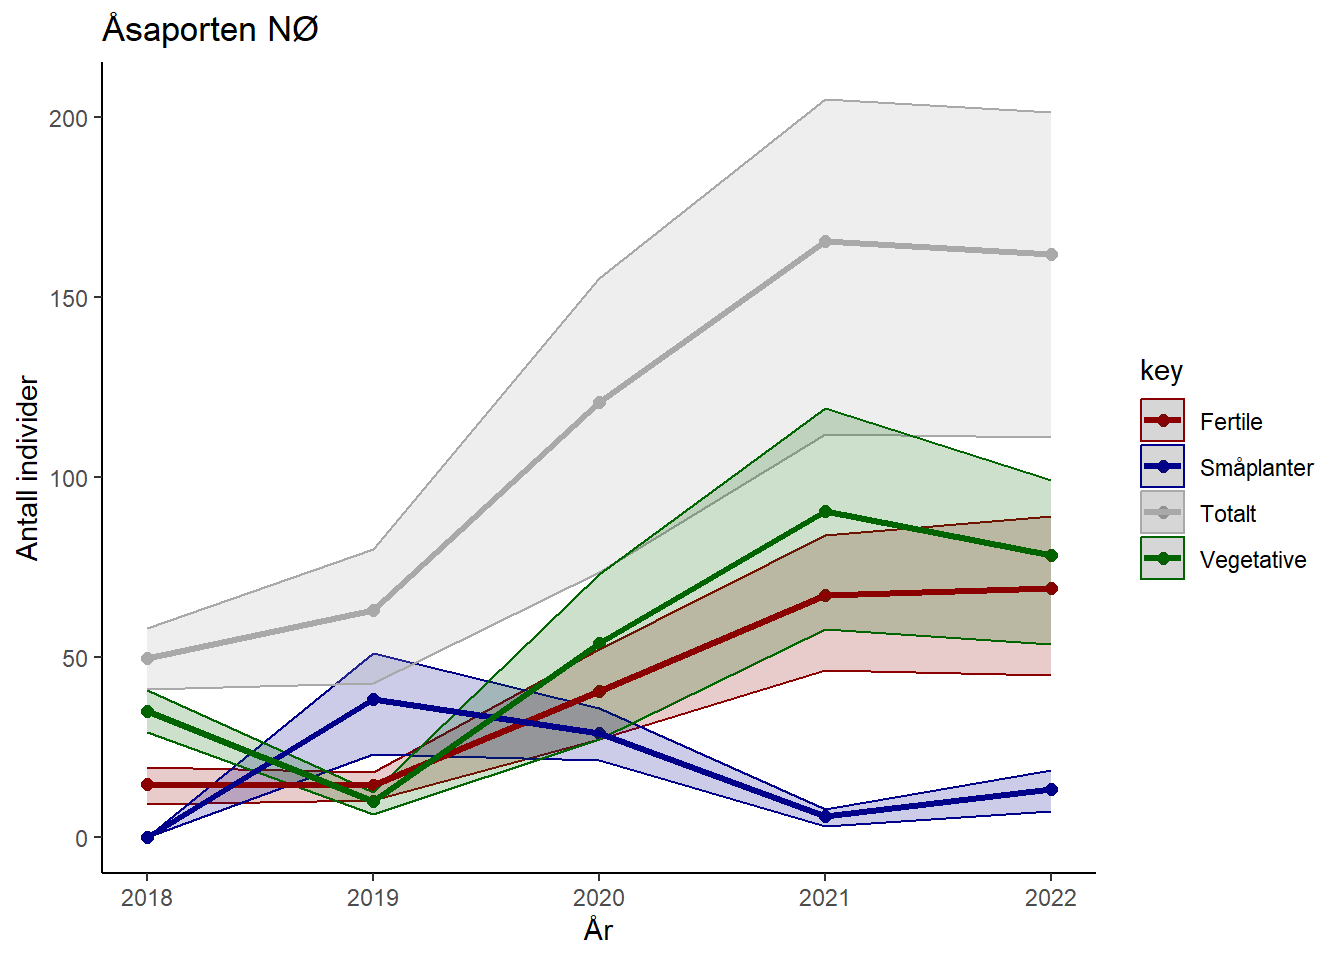 Åsaporten NØ
Antall individer
200
150
100
50
0
2018 2019 2020 2021 2022
År
key
Fertile
Småplanter
Totalt
Vegetative